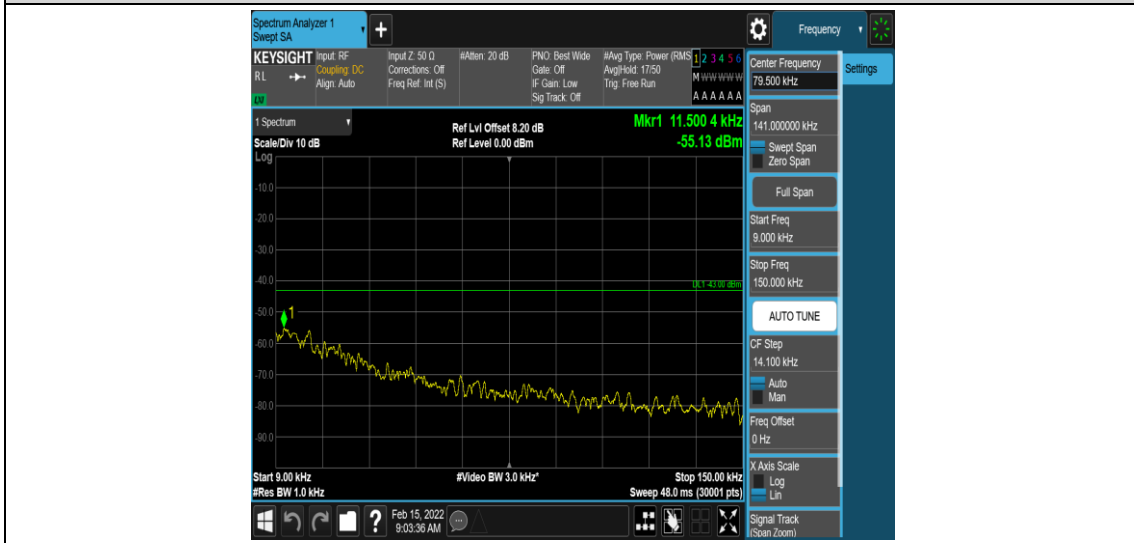 Spectrum Analyzer 1
Swept SA
Frequency
KEYSIGHT
RL
LXI
Input: RF
Coupling: DC
Align: Auto
Input Z: 50 Ω
Corrections: Off
Freq Ref: Int (S)
#Atten: 20 dB
PNO: Best Wide
Gate: Off
IF Gain: Low
Sig Track: Off
#Avg Type: Power (RMS
Avg|Hold: 17/50
Trig: Free Run
1 2 3 4 5 6
M W W W W W
A A A A A A
1 Spectrum
Scale/Div 10 dB
Log
Ref Lvl Offset 8.20 dB
Ref Level 0.00 dBm
Mkr1 11.500 4 kHz
-55.13 dBm
-10.0
-20.0
-30.0
-40.0
DL1 -43.00 dBm
-50.0
1
-60.0
-70.0
-80.0
-90.0
Start 9.00 kHz
#Res BW 1.0 kHz
#Video BW 3.0 kHz*
Stop 150.00 kHz
Sweep 48.0 ms (30001 pts)
Feb 15, 2022
9:03:36 AM
Center Frequency
79.500 kHz
Settings
Span
141.000000 kHz
Swept Span
Zero Span
Full Span
Start Freq
9.000 kHz
Stop Freq
150.000 kHz
AUTO TUNE
CF Step
14.100 kHz
Auto
Man
Freq Offset
0 Hz
X Axis Scale
Log
Lin
Signal Track
(Span Zoom)